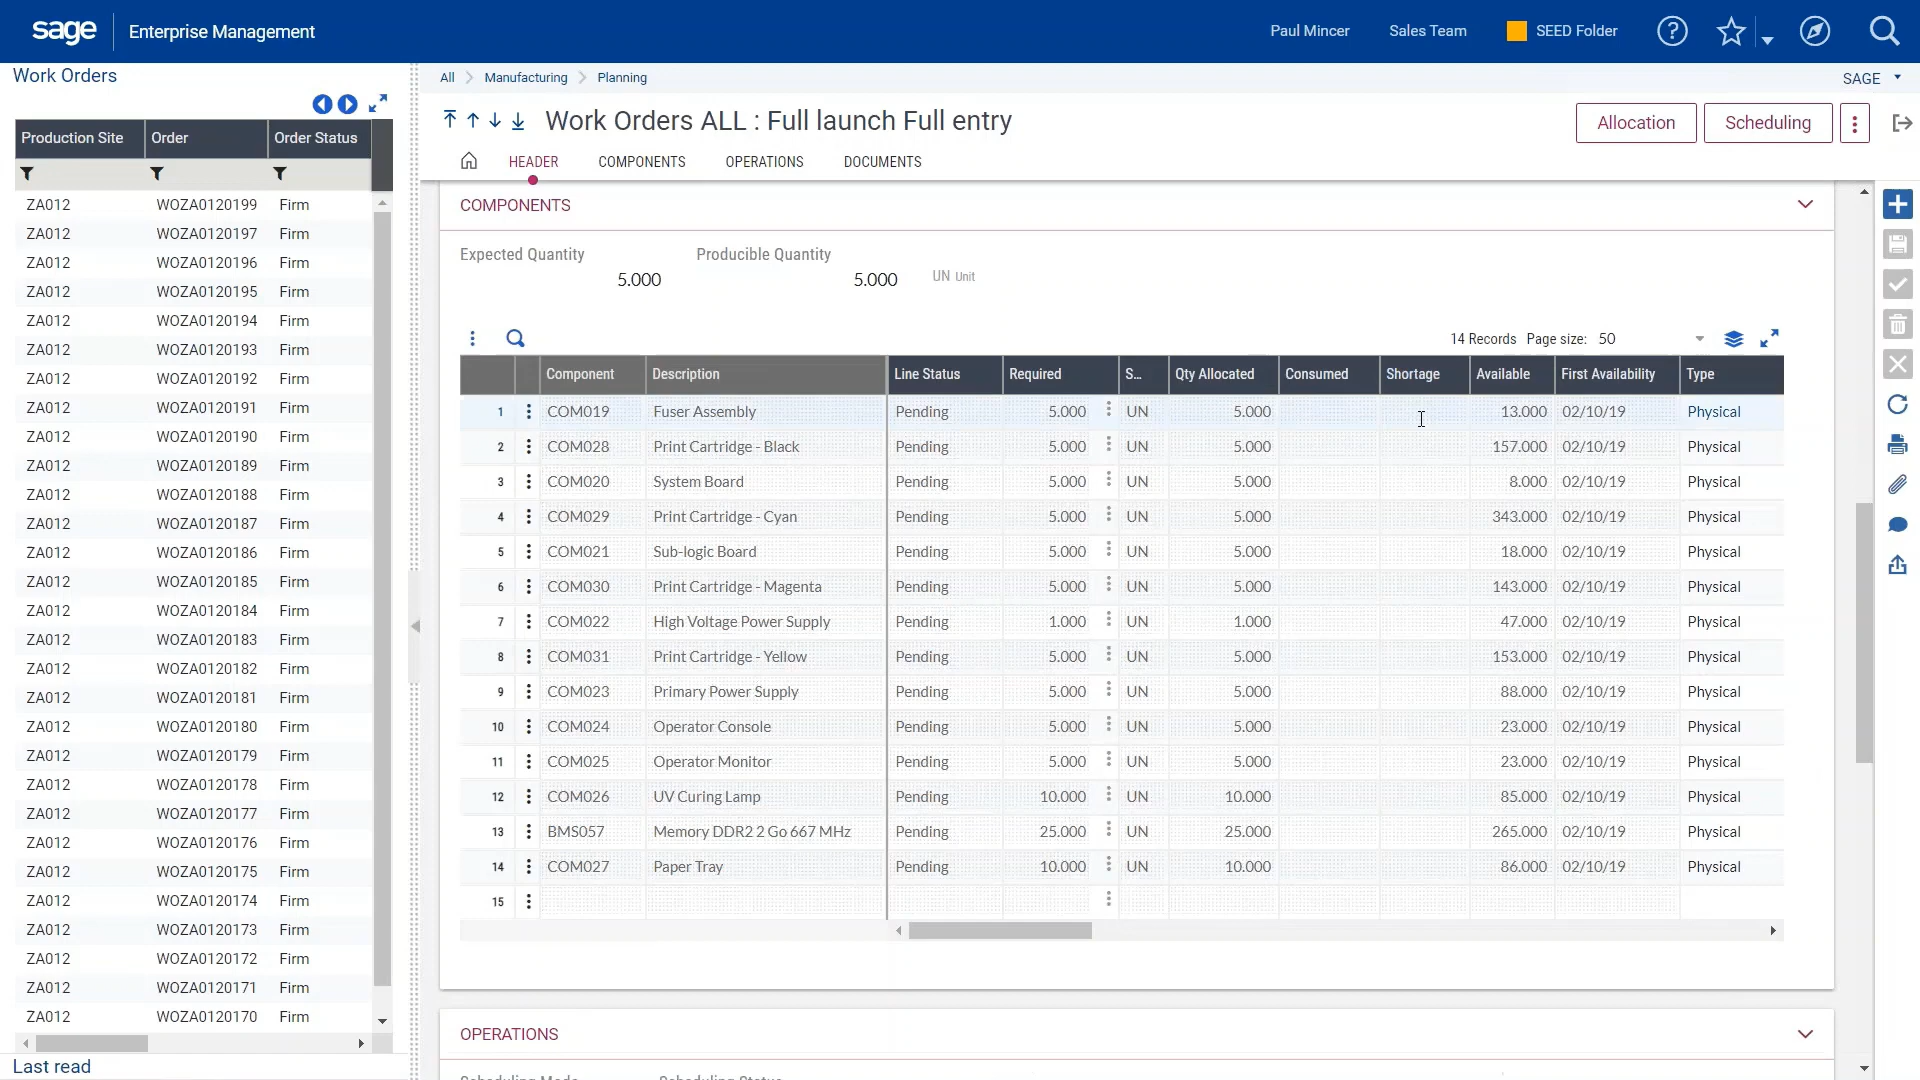 sage Enterprise Management Paul Mincer Sales Team SEED Folder
Work Orders
Production Site Order Order Status
ZA012 WOZA0120199 Firm
ZA012 WOZA0120197 Firm
ZA012 WOZA0120196 Firm
ZA012 WOZA0120195 Firm
ZA012 WOZA0120194 Firm
ZA012 WOZA0120193 Firm
ZA012 WOZA0120192 Firm
ZA012 WOZA0120191 Firm
ZA012 WOZA0120190 Firm
ZA012 WOZA0120189 Firm
ZA012 WOZA0120188 Firm
ZA012 WOZA0120187 Firm
ZA012 WOZA0120186 Firm
ZA012 WOZA0120185 Firm
ZA012 WOZA0120184 Firm
ZA012 WOZA0120183 Firm
ZA012 WOZA0120182 Firm
ZA012 WOZA0120181 Firm
ZA012 WOZA0120180 Firm
ZA012 WOZA0120179 Firm
ZA012 WOZA0120178 Firm
ZA012 WOZA0120177 Firm
ZA012 WOZA0120176 Firm
ZA012 WOZA0120175 Firm
ZA012 WOZA0120174 Firm
ZA012 WOZA0120173 Firm
ZA012 WOZA0120172 Firm
ZA012 WOZA0120171 Firm
ZA012 WOZA0120170 Firm
Last read
All Manufacturing Planning SAGE
Work Orders ALL : Full launch Full entry Allocation Scheduling
HEADER COMPONENTS OPERATIONS DOCUMENTS
COMPONENTS
Expected Quantity Producible Quantity
5.000 5.000 UN Unit
14 Records Page size: 50
Component Description Line Status Required S... Qty Allocated Consumed Shortage Available First Availability Type
1 COM019 Fuser Assembly Pending 5.000 UN 5.000 13.000 02/10/19 Physical
2 COM028 Print Cartridge - Black Pending 5.000 UN 5.000 157.000 02/10/19 Physical
3 COM020 System Board Pending 5.000 UN 5.000 8.000 02/10/19 Physical
4 COM029 Print Cartridge - Cyan Pending 5.000 UN 5.000 343.000 02/10/19 Physical
5 COM021 Sub-logic Board Pending 5.000 UN 5.000 18.000 02/10/19 Physical
6 COM030 Print Cartridge - Magenta Pending 5.000 UN 5.000 143.000 02/10/19 Physical
7 COM022 High Voltage Power Supply Pending 1.000 UN 1.000 47.000 02/10/19 Physical
8 COM031 Print Cartridge - Yellow Pending 5.000 UN 5.000 153.000 02/10/19 Physical
9 COM023 Primary Power Supply Pending 5.000 UN 5.000 88.000 02/10/19 Physical
10 COM024 Operator Console Pending 5.000 UN 5.000 23.000 02/10/19 Physical
11 COM025 Operator Monitor Pending 5.000 UN 5.000 23.000 02/10/19 Physical
12 COM026 UV Curing Lamp Pending 10.000 UN 10.000 85.000 02/10/19 Physical
13 BMS057 Memory DDR2 2 Go 667 MHz Pending 25.000 UN 25.000 265.000 02/10/19 Physical
14 COM027 Paper Tray Pending 10.000 UN 10.000 86.000 02/10/19 Physical
15
OPERATIONS